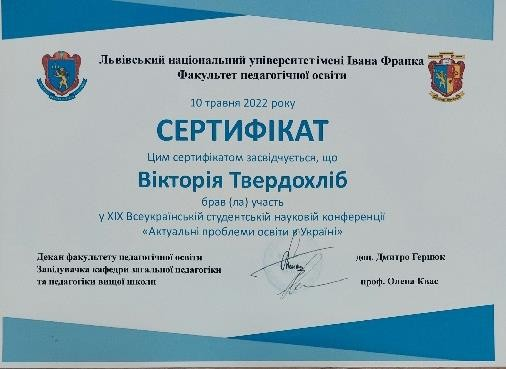 Львівський національний університет імені Івана Франка
Факультет педагогічної освіти
10 травня 2022 року
СЕРТИФІКАТ
Цим сертифікатом засвідчується, що
Вікторія Твердохліб
брав (ла) участь
у XIX Всеукраїнській студентській науковій конференції
«Актуальні проблеми освіти в Україні»
Декан факультету педагогічної освіти доц. Дмитро Герцюк
Завідувачка кафедри загальної педагогіки
та педагогіки вищої школи проф. Олена Квас